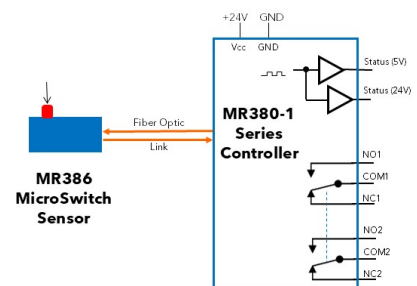 +24V GND
Vcc GND
Status (5V)
Status (24V)
Fiber Optic
Link
MR380-1
Series
Controller
MR386
MicroSwitch
Sensor
NO1
COM1
NC1
NO2
COM2
NC2